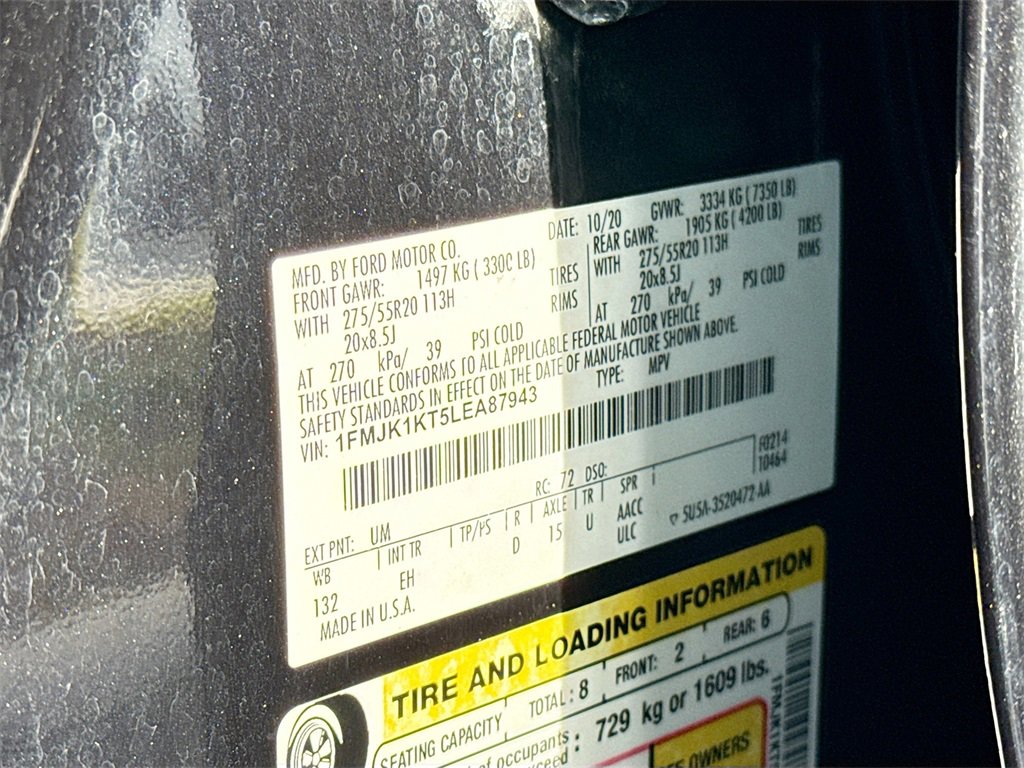 MFD. BY FORD MOTOR CO.
DATE: 10/20 GVWR: 3334 KG ( 7350 LB)
FRONT GAWR: 1497 KG ( 3300 LB)
REAR GAWR: 1905 KG ( 4200 LB)
WITH 275/55R20 113H TIRES
WITH 275/55R20 113H TIRES
20x8.5J RIMS
20x8.5J RIMS
AT 270 kPa/ 39 PSI COLD
AT 270 kPa/ 39 PSI COLD
THIS VEHICLE CONFORMS TO ALL APPLICABLE FEDERAL MOTOR VEHICLE
SAFETY STANDARDS IN EFFECT ON THE DATE OF MANUFACTURE SHOWN ABOVE.
VIN: 1FMJK1KT5LEA87943
TYPE: MPV
F0214
T0464
EXT PNT: UM RC: 72 DSO:
WB INT TR TP/PS R AXLE TR SPR
132 EH D 15 U AACC
ULC
MADE IN U.S.A.
SU5A-3520472 AA
TIRE AND LOADING INFORMATION
SEATING CAPACITY TOTAL: 8 FRONT: 2 REAR: 6
of occupants
: 729 kg or 1609 lbs.
OWNERS